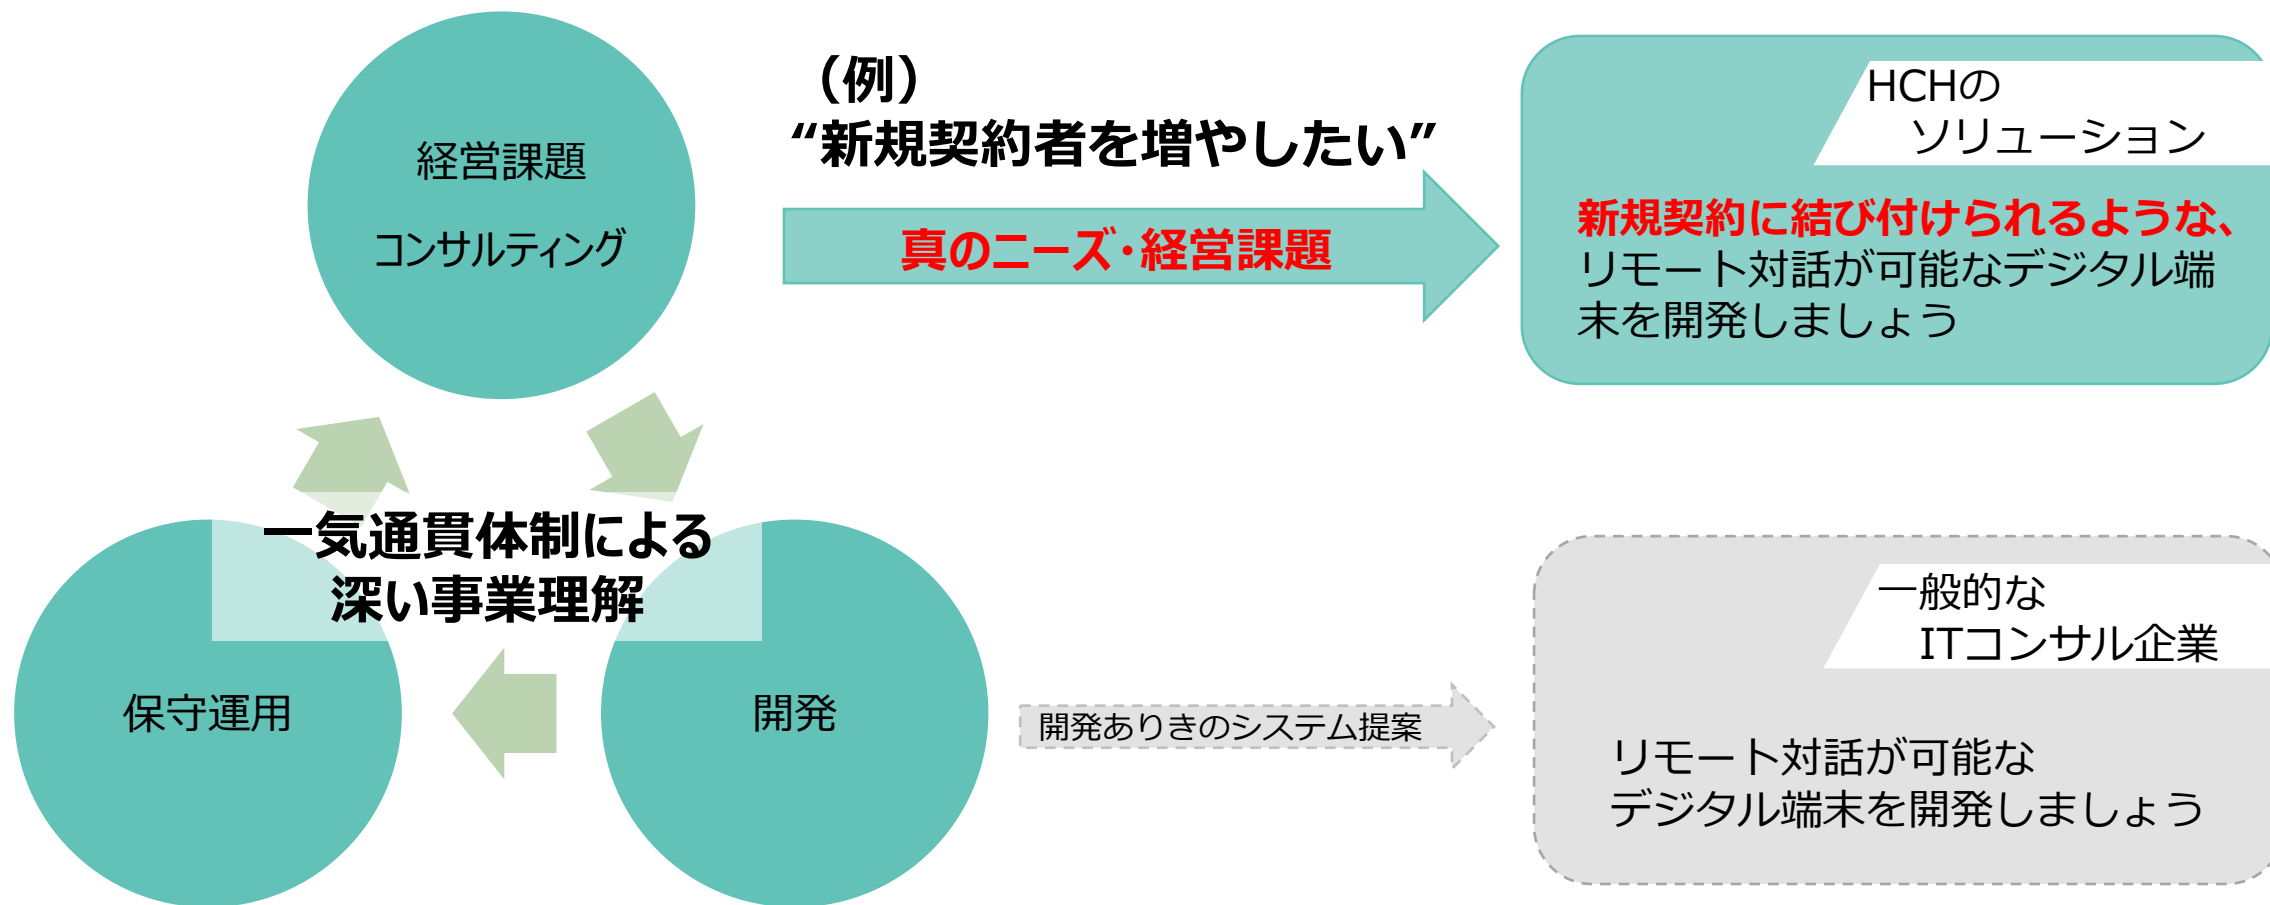 経営課題
コンサルティング
（例）
“新規契約者を増やしたい”
真のニーズ・経営課題
HCHの
ソリューション
新規契約に結び付けられるような、
リモート対話が可能なデジタル端
末を開発しましょう
一気通貫体制による
深い事業理解
保守運用
開発
開発ありきのシステム提案
一般的な
ITコンサル企業
リモート対話が可能な
デジタル端末を開発しましょう